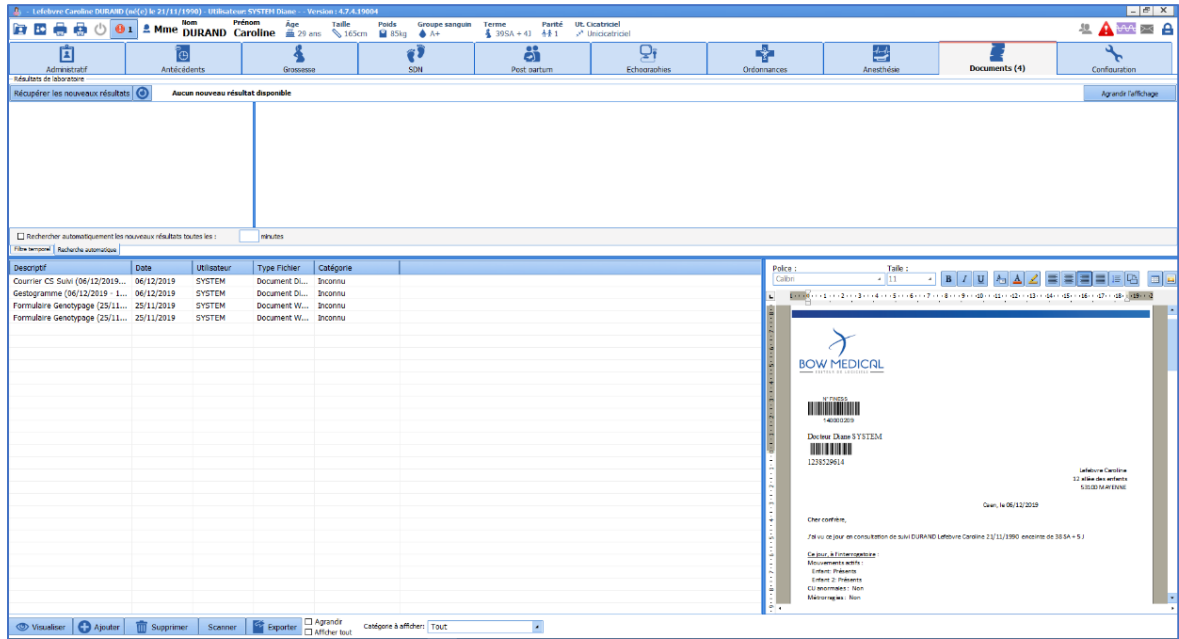 - Lefebvre Caroline DURAND (né(e) le 21/11/1990) - Utilisateur: SYSTEM Diane - - Version : 4.7.4.19004
1 Mme Nom DURAND Prénom Caroline Âge 29 ans Taille 165cm Poids 85kg Groupe sanguin A+ Terme 39SA + 4J Parité 1 Ut. Cicatriciel Unicicatriciel
Administratif Antécédents Grossesse SDN Post partum Echographies Ordonnances Anesthésie Documents (4) Configuration
Résultats de laboratoire
Récupérer les nouveaux résultats Aucun nouveau résultat disponible Agrandir l'affichage
Rechercher automatiquement les nouveaux résultats toutes les : minutes
Filtre temporel Recherche automatique
Descriptif Date Utilisateur Type Fichier Catégorie
Courrier CS Suivi (06/12/2019... 06/12/2019 SYSTEM Document Di... Inconnu
Gestogramme (06/12/2019 - 1... 06/12/2019 SYSTEM Document Di... Inconnu
Formulaire Genotypage (25/11... 25/11/2019 SYSTEM Document W... Inconnu
Formulaire Genotypage (25/11... 25/11/2019 SYSTEM Document W... Inconnu
Police : Taille :
Calibri 11
BOW MEDICAL
N° FINESS
Docteur Diane SYSTEM
1238529614
Lefebvre Caroline
12 allée des enfants
53100 MAYENNE
Caen, le 06/12/2019
Cher confrère,
J'ai vu ce jour en consultation de suivi DURAND Lefebvre Caroline 21/11/1990 enceinte de 38 SA + 5 J
Ce jour, à l'interrogatoire :
Mouvements actifs :
Enfant: Présents
Enfant 2: Présents
CU anormales : Non
Métrorragies : Non
Visualiser Ajouter Supprimer Scanner Exporter Agrandir Afficher tout Catégorie à afficher: Tout